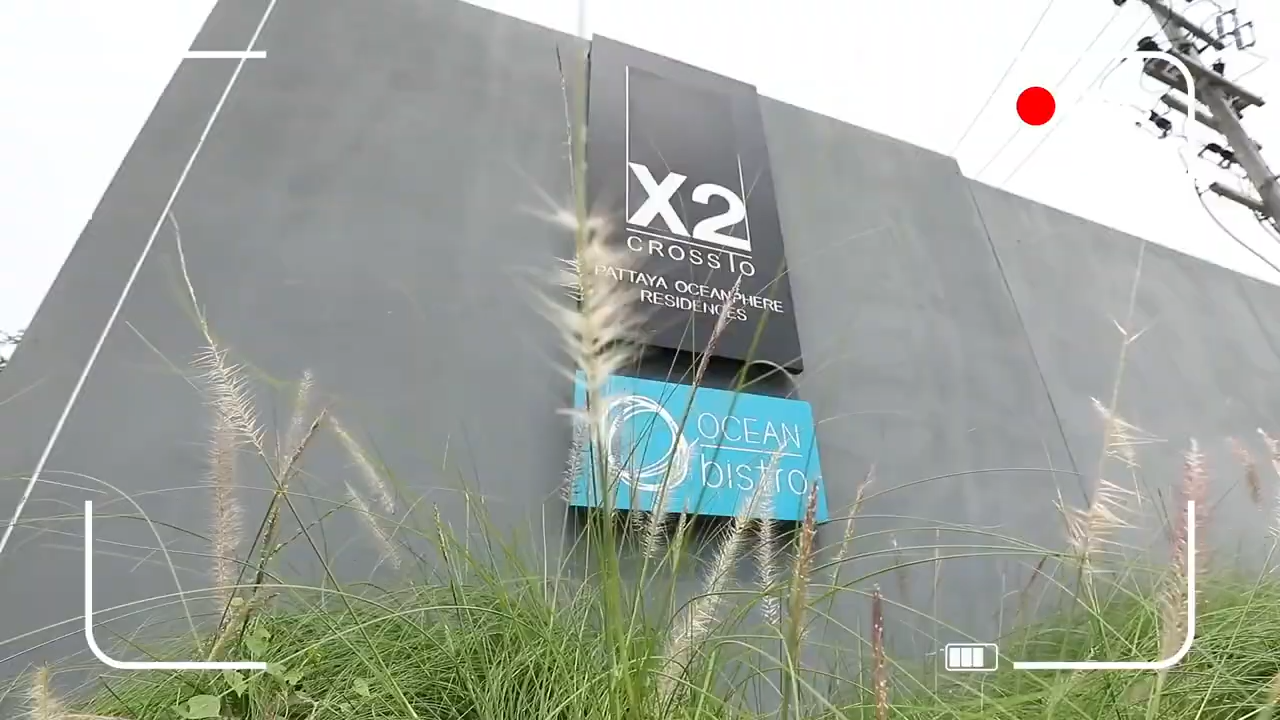 X2
CROSSTO
PATTAYA OCEANPHERE
RESIDENCES
OCEAN
bistro